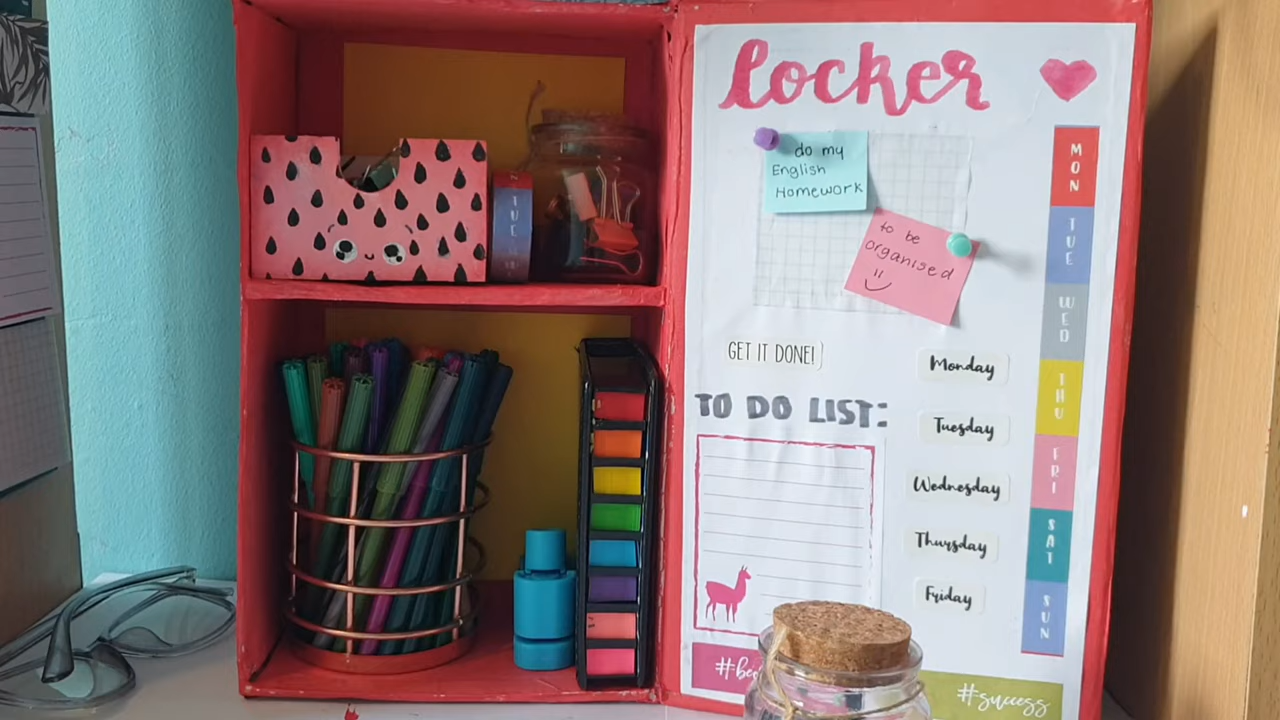 locker
do my
English
Homework
to be
organised
GET IT DONE!
TO DO LIST:
Monday
Tuesday
Wednesday
Thursday
Friday
MON
TUE
WED
THU
FRI
SAT
SUN
TUE
#success